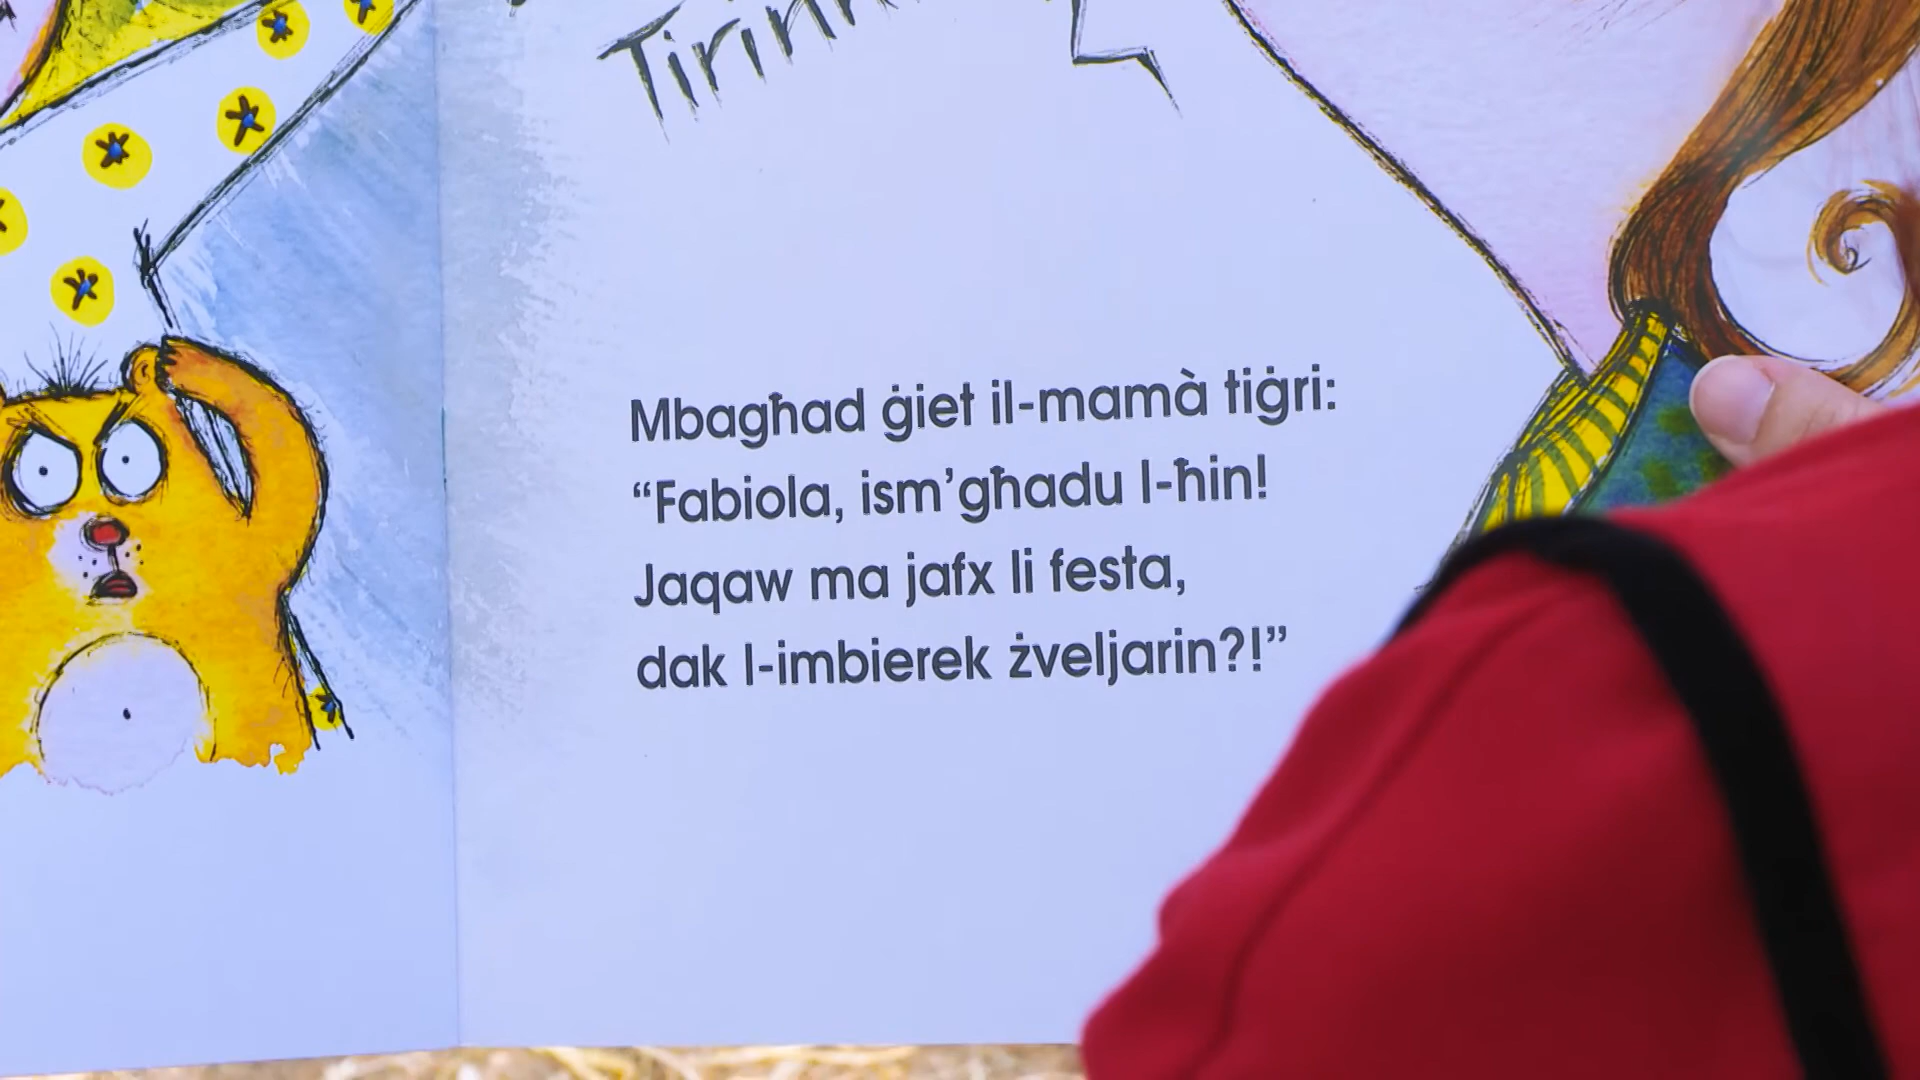 Mbagħad ġiet il-mamà tiġri:
“Fabiola, ism’għadu l-ħin!
Jaqaw ma jafx li festa,
dak l-imbierek żveljarin?!”